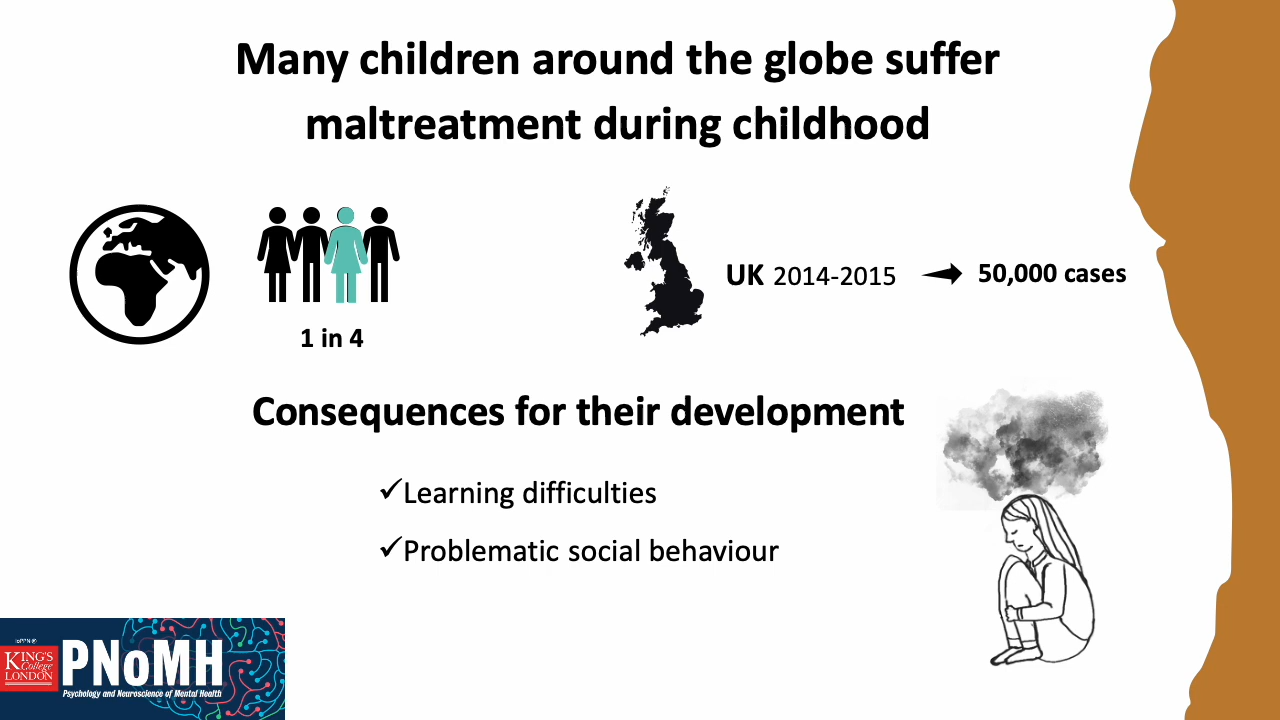 Many children around the globe suffer
maltreatment during childhood
1 in 4
UK 2014-2015
50,000 cases
Consequences for their development
✓Learning difficulties
✓Problematic social behaviour
IoPPN
KING'S
College
LONDON
PNoMH
Psychology and Neuroscience of Mental Health